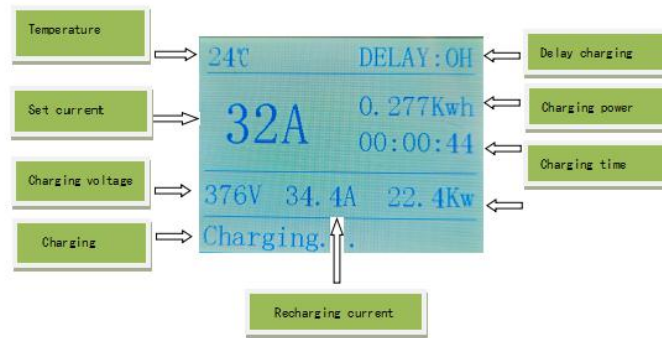 Temperature
24℃ DELAY:0H
Delay charging
Set current
32A
0.277Kwh
Charging power
00:00:44
Charging time
Charging voltage
376V 34.4A 22.4Kw
Charging
Charging...
Recharging current